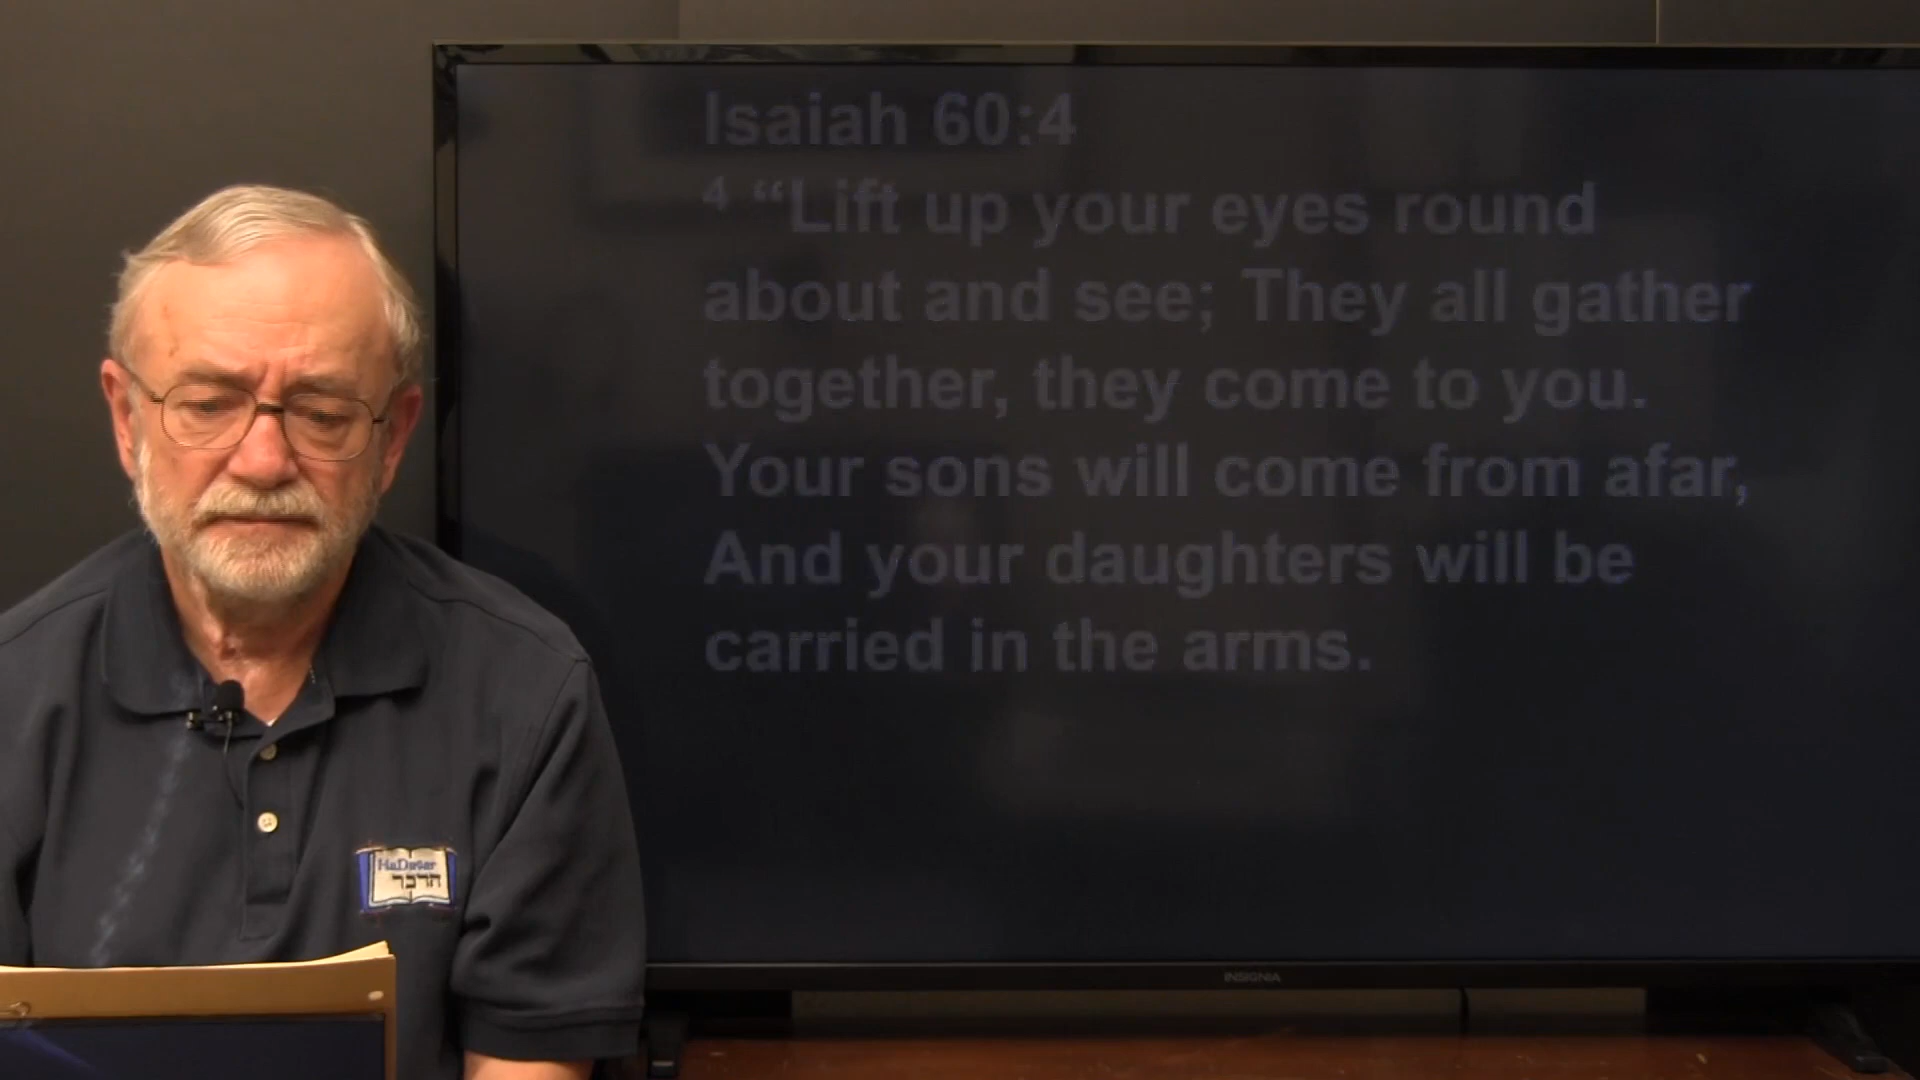 Isaiah 60:4
4 “Lift up your eyes round
about and see; They all gather
together, they come to you.
Your sons will come from afar,
And your daughters will be
carried in the arms.
HaDavar
הדבר
INSIGNIA